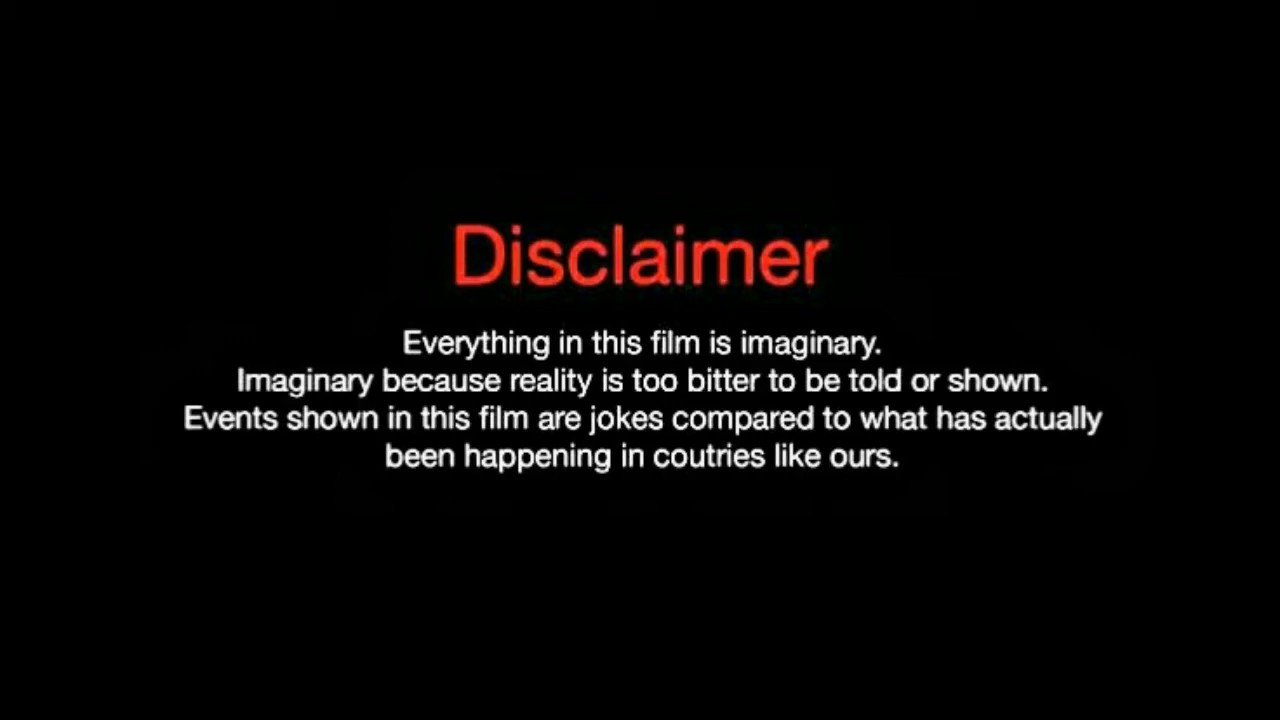 Disclaimer
Everything in this film is imaginary.
Imaginary because reality is too bitter to be told or shown.
Events shown in this film are jokes compared to what has actually
been happening in coutries like ours.